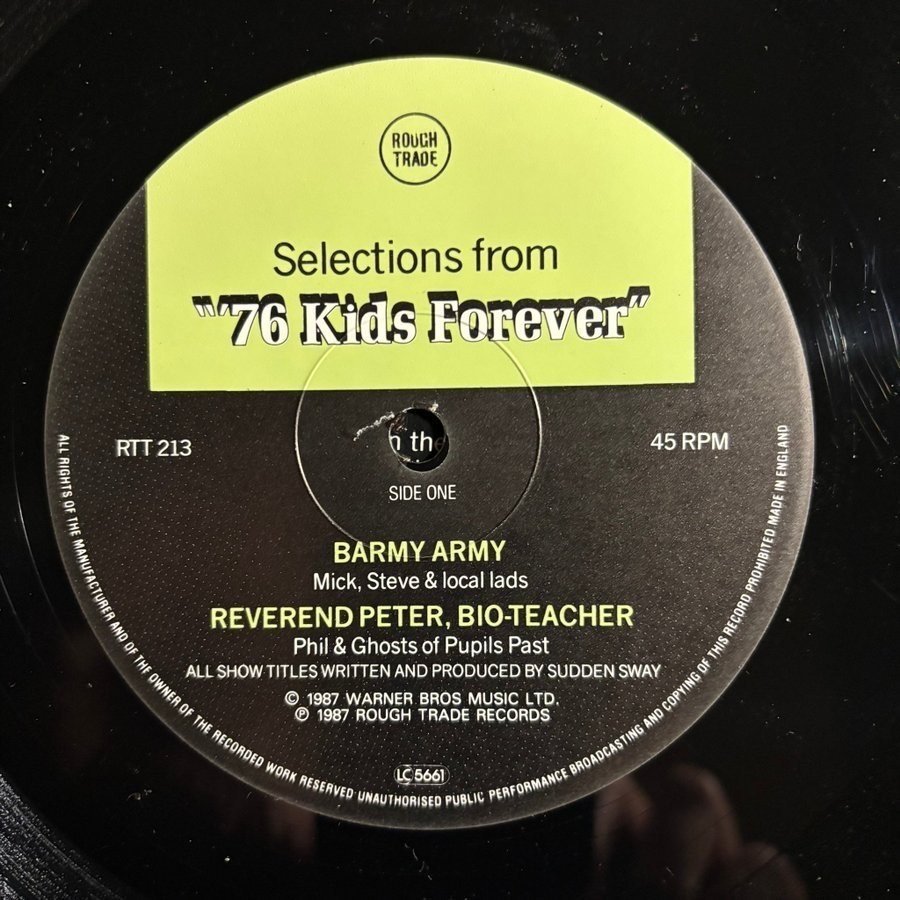 ROUGH
TRADE
Selections from
"'76 Kids Forever"
RTT 213
45 RPM
the
SIDE ONE
BARMY ARMY
Mick, Steve & local lads
REVEREND PETER, BIO-TEACHER
Phil & Ghosts of Pupils Past
ALL SHOW TITLES WRITTEN AND PRODUCED BY SUDDEN SWAY
© 1987 WARNER BROS MUSIC LTD.
℗ 1987 ROUGH TRADE RECORDS
LC 5661
ALL RIGHTS OF THE MANUFACTURER AND OF THE OWNER OF THE RECORDED WORK RESERVED UNAUTHORISED PUBLIC PERFORMANCE BROADCASTING AND COPYING OF THIS RECORD PROHIBITED MADE IN ENGLAND